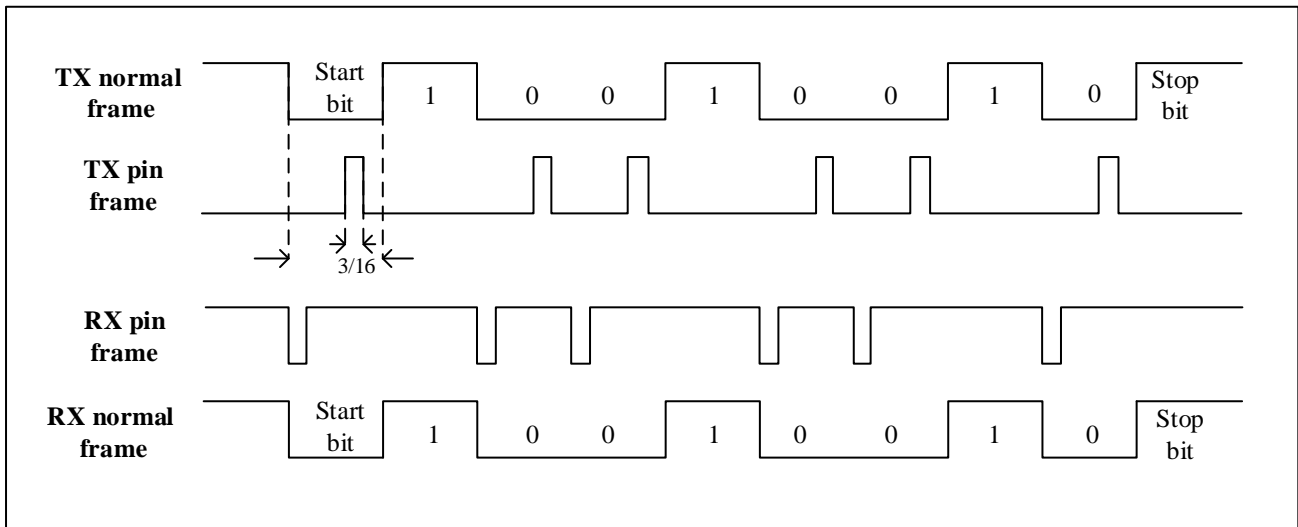 TX normal
frame
Start
bit
1 0 0 1 0 0 1 0
Stop
bit
TX pin
frame
3/16
RX pin
frame
RX normal
frame
Start
bit
1 0 0 1 0 0 1 0
Stop
bit